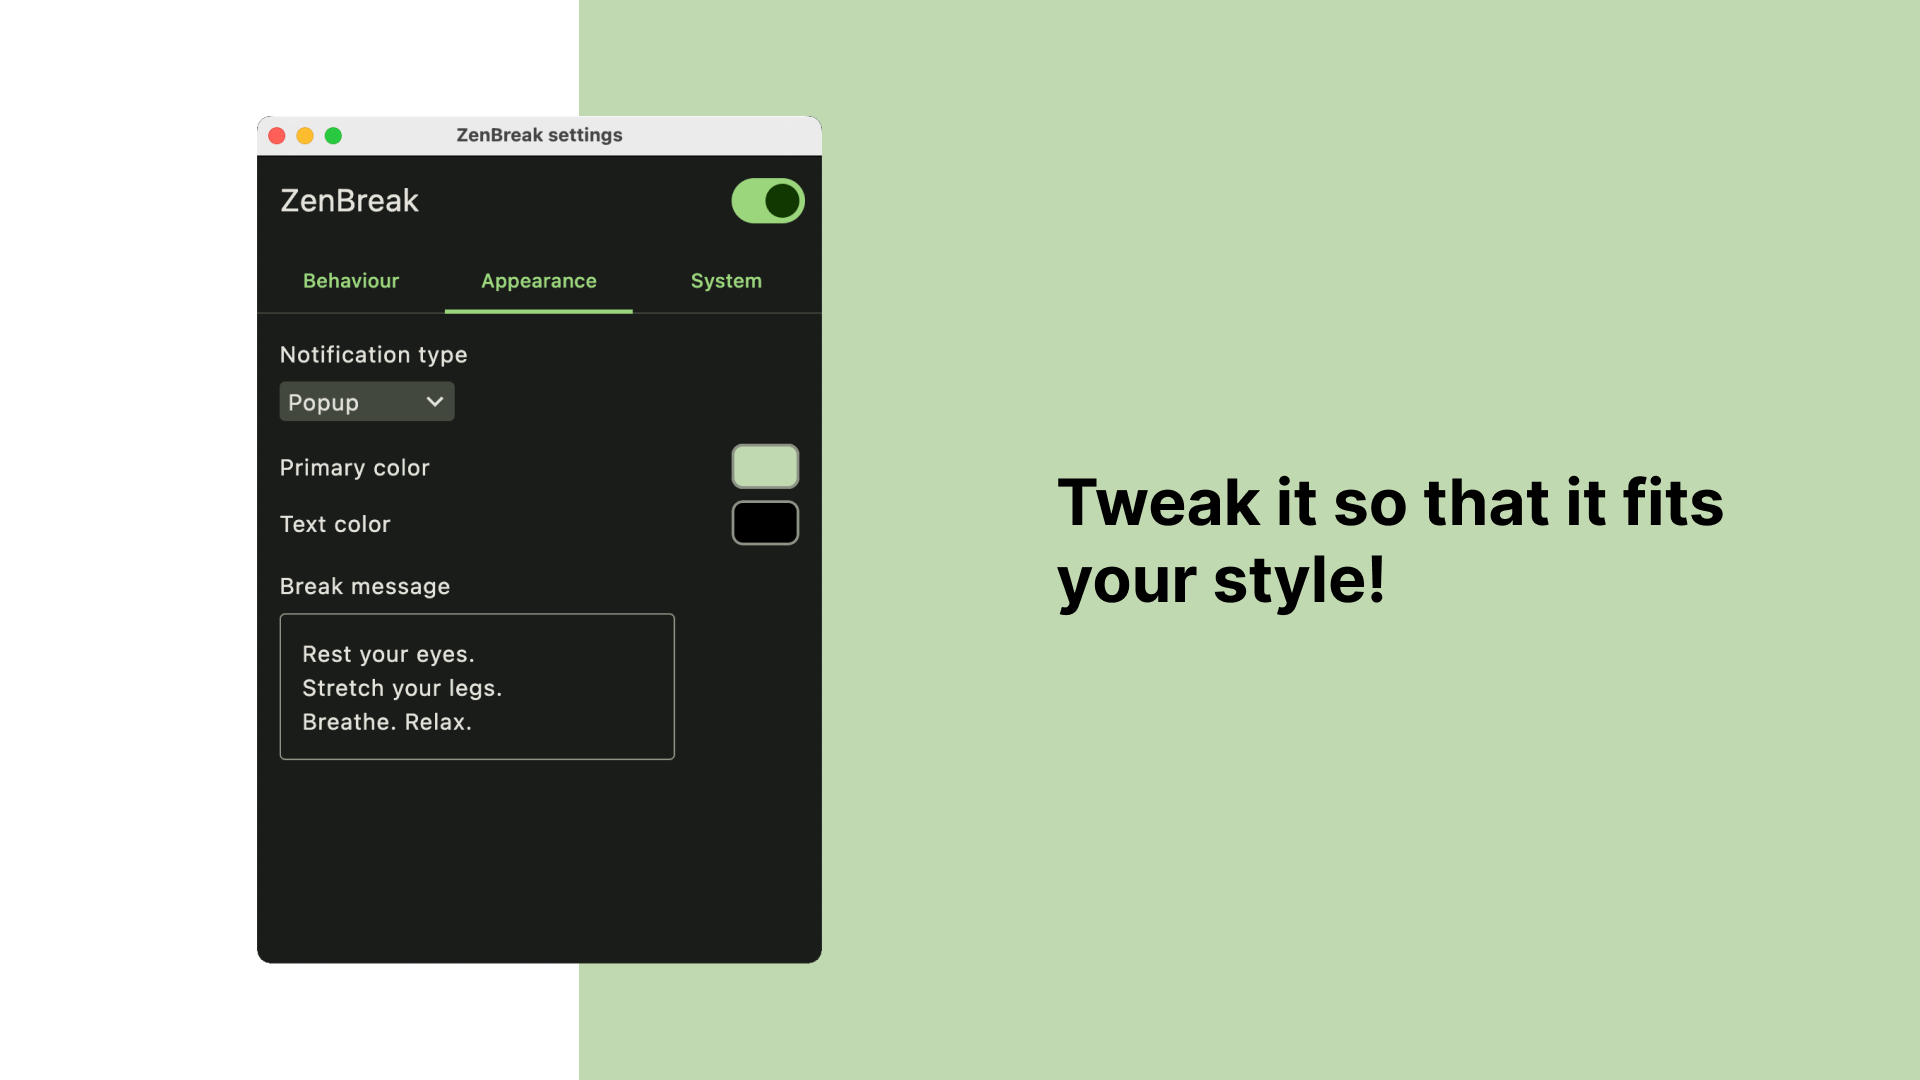 ZenBreak settings
ZenBreak
Behaviour
Appearance
System
Notification type
Popup
Primary color
Text color
Break message
Rest your eyes.
Stretch your legs.
Breathe. Relax.
Tweak it so that it fits
your style!